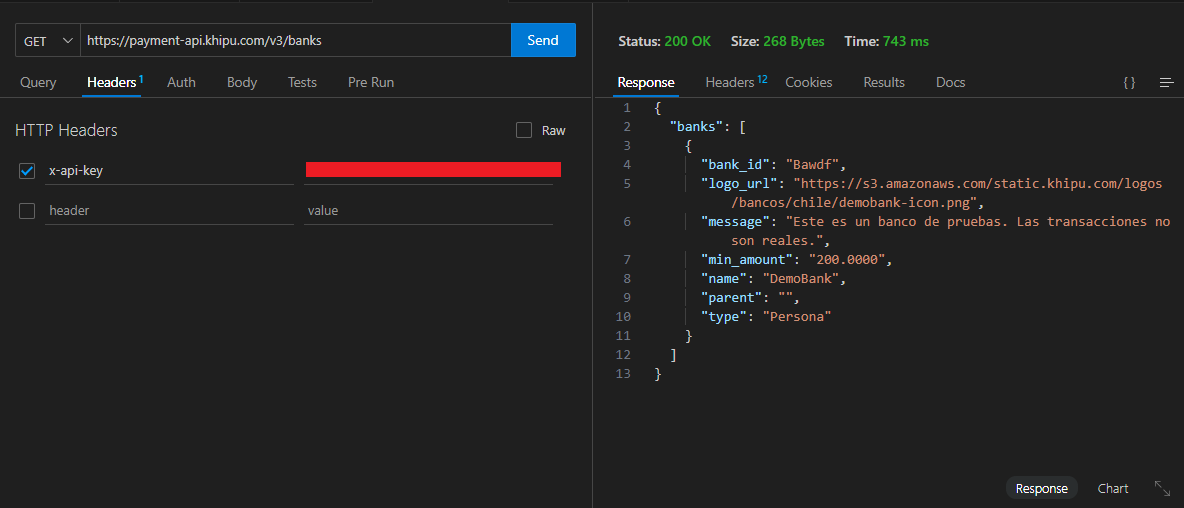 GET https://payment-api.khipu.com/v3/banks Send
Query Headers 1 Auth Body Tests Pre Run
HTTP Headers Raw
x-api-key
header value
Status: 200 OK Size: 268 Bytes Time: 743 ms
Response Headers 12 Cookies Results Docs { }
1 {
2 "banks": [
3 {
4 "bank_id": "Bawdf",
5 "logo_url": "https://s3.amazonaws.com/static.khipu.com/logos
/bancos/chile/demobank-icon.png",
6 "message": "Este es un banco de pruebas. Las transacciones no
son reales.",
7 "min_amount": "200.0000",
8 "name": "DemoBank",
9 "parent": "",
10 "type": "Persona"
11 }
12 ]
13 }
Response Chart